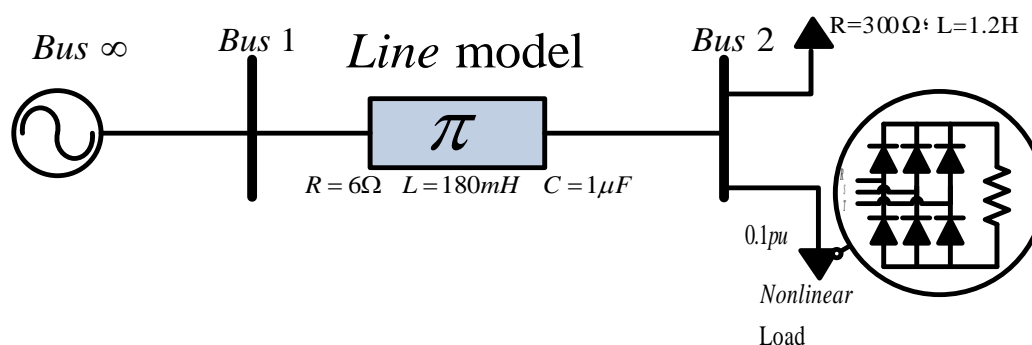 Bus ∞
Bus 1
Line model
Bus 2
R=300Ω؛ L=1.2H
π
R = 6Ω L = 180mH C = 1μF
0.1pu
Nonlinear
Load